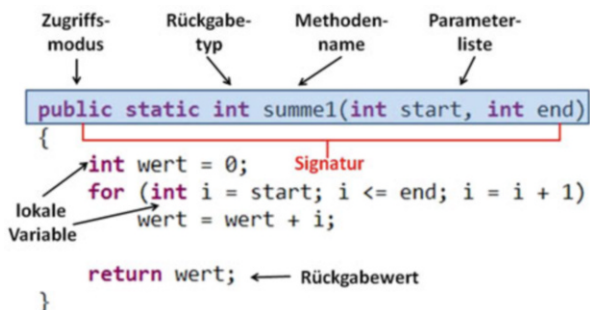 Zugriffs-
modus
Rückgabe-
typ
Methoden-
name
Parameter-
liste
public static int summe1(int start, int end)
{
Signatur
int wert = 0;
for (int i = start; i <= end; i = i + 1)
wert = wert + i;
lokale
Variable
return wert;
Rückgabewert
}